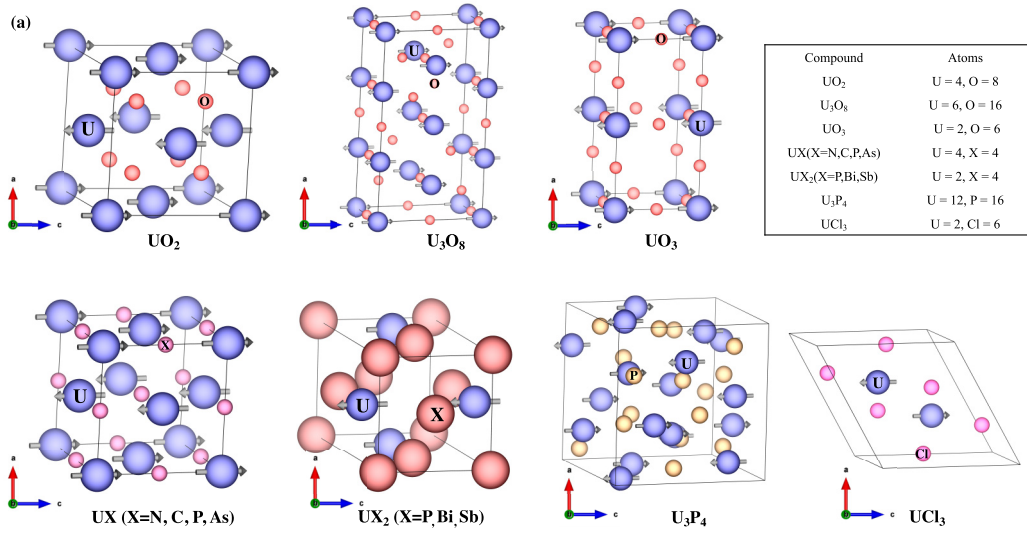 (a)
U
O
a
b
c
UO2
U
O
a
b
c
U3O8
O
U
a
b
c
UO3
Compound Atoms
UO2 U = 4, O = 8
U3O8 U = 6, O = 16
UO3 U = 2, O = 6
UX(X=N,C,P,As) U = 4, X = 4
UX2(X=P,Bi,Sb) U = 2, X = 4
U3P4 U = 12, P = 16
UCl3 U = 2, Cl = 6
X
U
a
b
c
UX (X=N, C, P, As)
U
X
a
b
c
UX2 (X=P, Bi, Sb)
U
P
a
b
c
U3P4
U
Cl
a
b
c
UCl3